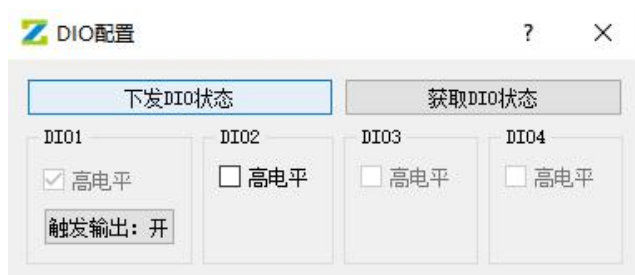 DIO配置 ? ×
下发DIO状态 获取DIO状态
DIO1 DIO2 DIO3 DIO4
高电平 高电平 高电平 高电平
触发输出: 开